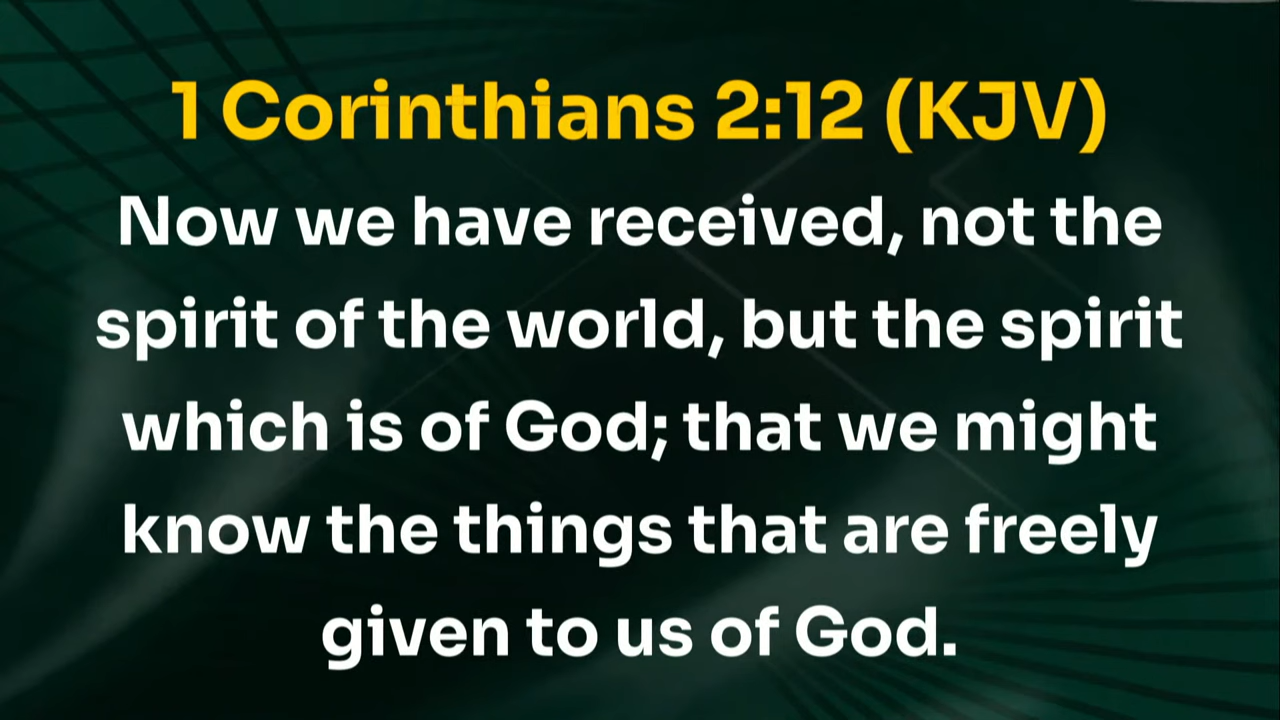 1 Corinthians 2:12 (KJV)
Now we have received, not the
spirit of the world, but the spirit
which is of God; that we might
know the things that are freely
given to us of God.